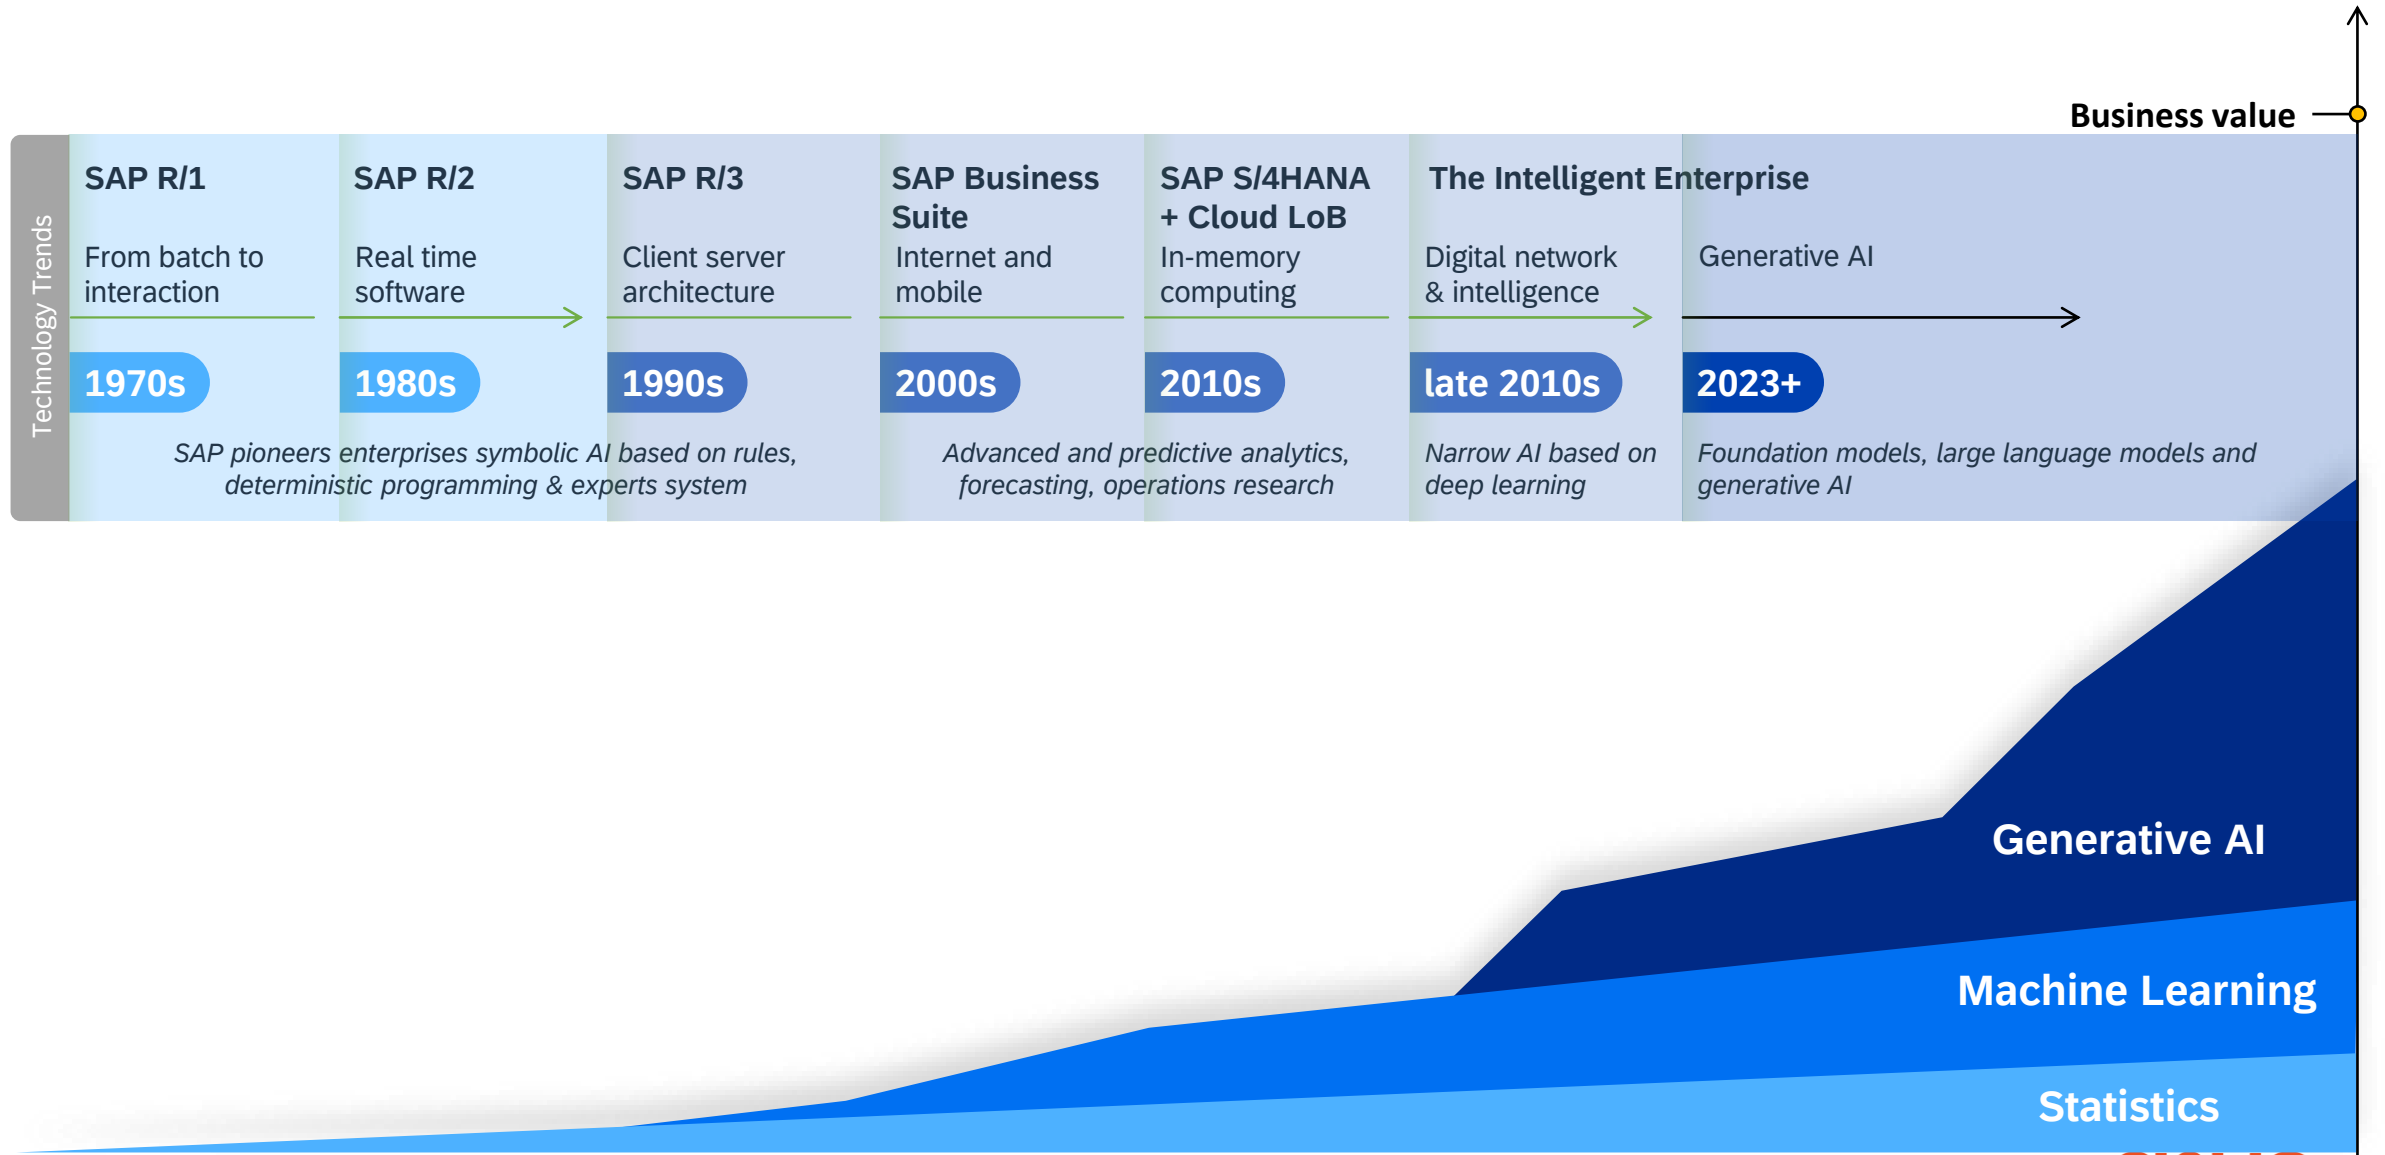 Business value
Technology Trends
SAP R/1
From batch to
interaction
1970s
SAP R/2
Real time
software
1980s
SAP R/3
Client server
architecture
1990s
SAP pioneers enterprises symbolic AI based on rules,
deterministic programming & experts system
SAP Business
Suite
Internet and
mobile
2000s
SAP S/4HANA
+ Cloud LoB
In-memory
computing
2010s
Advanced and predictive analytics,
forecasting, operations research
The Intelligent Enterprise
Digital network
& intelligence
late 2010s
Narrow AI based on
deep learning
Generative AI
2023+
Foundation models, large language models and
generative AI
Generative AI
Machine Learning
Statistics